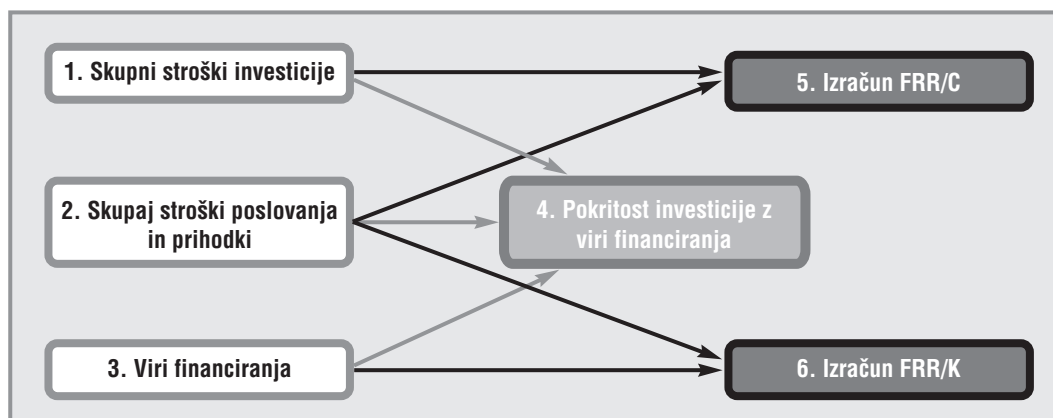 1. Skupni stroški investicije
5. Izračun FRR/C
2. Skupaj stroški poslovanja
in prihodki
4. Pokritost investicije z
viri financiranja
3. Viri financiranja
6. Izračun FRR/K